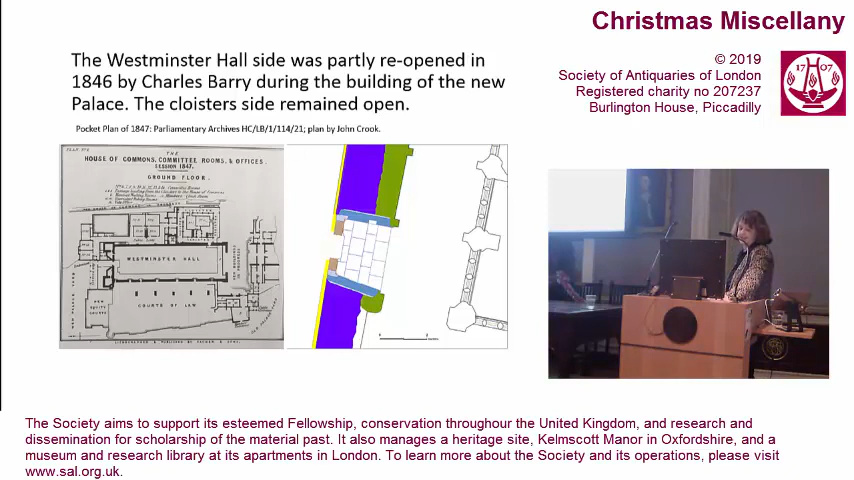 Christmas Miscellany
© 2019
Society of Antiquaries of London
Registered charity no 207237
Burlington House, Piccadilly
17 07
The Westminster Hall side was partly re-opened in
1846 by Charles Barry during the building of the new
Palace. The cloisters side remained open.
Pocket Plan of 1847: Parliamentary Archives HC/LB/1/114/21; plan by John Crook.
THE
HOUSE OF COMMONS, COMMITTEE ROOMS, & OFFICES.
SESSION 1847.
GROUND FLOOR.
WESTMINSTER HALL
COURTS OF LAW
The Society aims to support its esteemed Fellowship, conservation throughour the United Kingdom, and research and
dissemination for scholarship of the material past. It also manages a heritage site, Kelmscott Manor in Oxfordshire, and a
museum and research library at its apartments in London. To learn more about the Society and its operations, please visit
www.sal.org.uk.